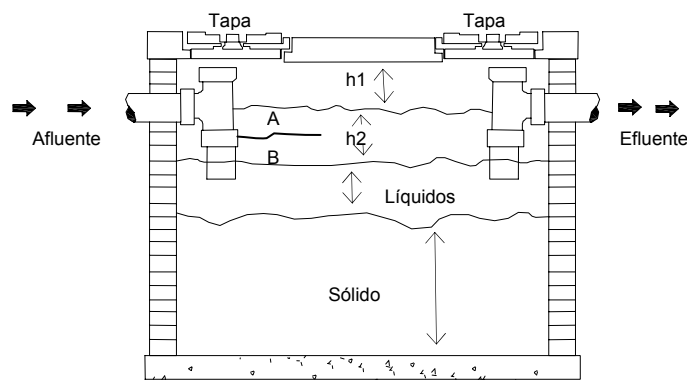 Tapa
Tapa
h1
A
h2
B
Afluente
Efluente
Líquidos
Sólido